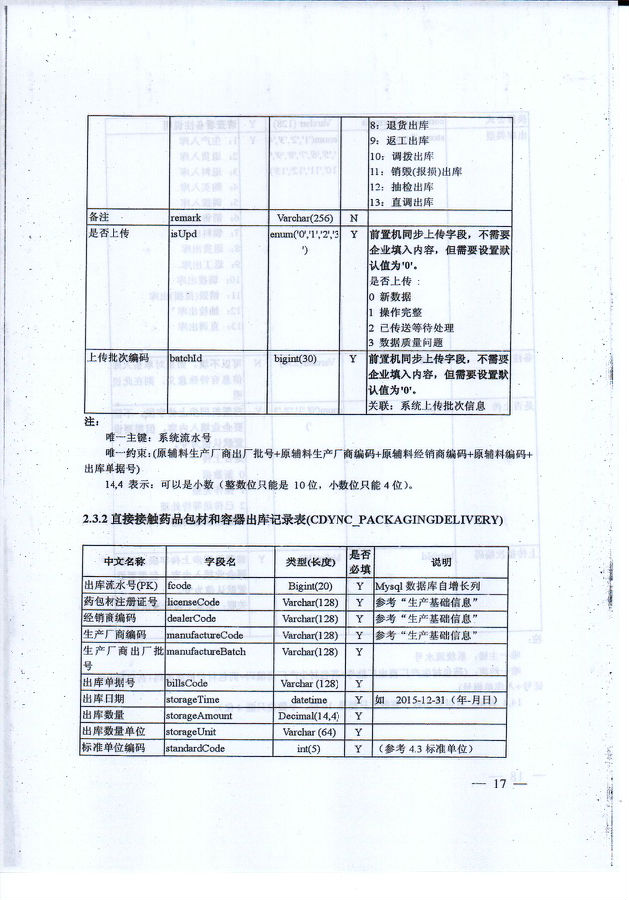 8：退货出库
9：返工出库
10：调拨出库
11：销毁(报损)出库
12：抽检出库
13：直调出库
备注 remark Varchar(256) N
是否上传 isUpd enum('0','1','2','3 Y 前置机同步上传字段，不需要
') 企业填入内容，但需要设置默
认值为'0'。
是否上传：
0 新数据
1 操作完整
2 已传送等待处理
3 数据质量问题
上传批次编码 batchId bigint(30) Y 前置机同步上传字段，不需要
企业填入内容，但需要设置默
认值为'0'。
关联：系统上传批次信息
注：
唯一主键：系统流水号
唯一约束：(原辅料生产厂商出厂批号+原辅料生产厂商编码+原辅料经销商编码+原辅料编码+
出库单据号)
14,4 表示：可以是小数（整数位只能是 10 位，小数位只能 4 位）。
2.3.2 直接接触药品包材和容器出库记录表(CDYNC_PACKAGINGDELIVERY)
中文名称 字段名 类型(长度) 是否必填 说明
出库流水号(PK) fcode Bigint(20) Y Mysql 数据库自增长列
药包材注册证号 licenseCode Varchar(128) Y 参考“生产基础信息”
经销商编码 dealerCode Varchar(128) Y 参考“生产基础信息”
生产厂商编码 manufactureCode Varchar(128) Y 参考“生产基础信息”
生产厂商出厂批 manufactureBatch Varchar(128) Y
号
出库单据号 billsCode Varchar (128) Y
出库日期 storageTime datetime Y 如 2015-12-31（年-月日）
出库数量 storageAmount Decimal(14,4) Y
出库数量单位 storageUnit Varchar (64) Y
标准单位编码 standardCode int(5) Y （参考 4.3 标准单位）
— 17 —